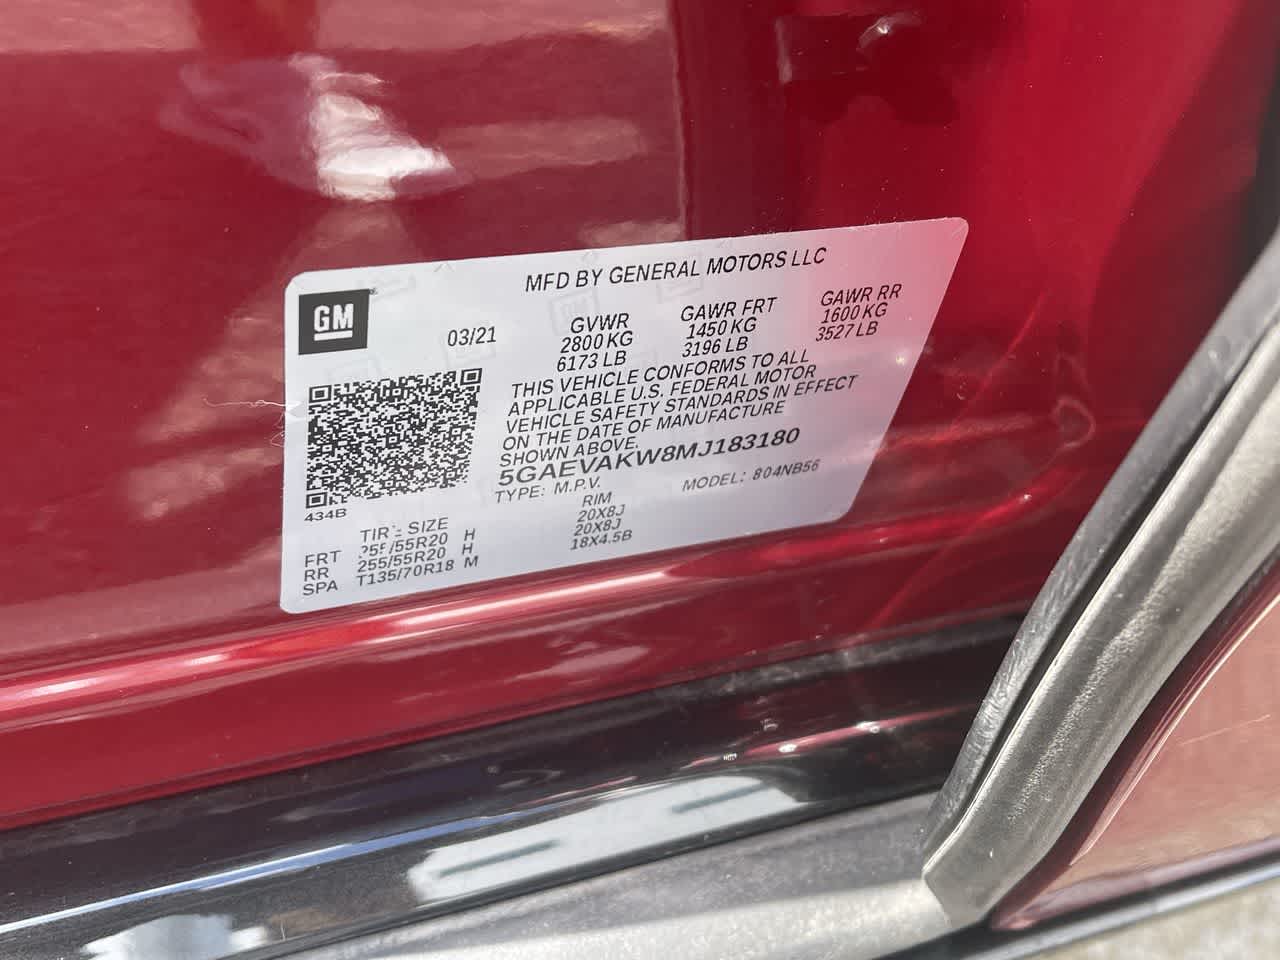 MFD BY GENERAL MOTORS LLC
GM
03/21
GVWR
2800 KG
6173 LB
GAWR FRT
1450 KG
3196 LB
GAWR RR
1600 KG
3527 LB
THIS VEHICLE CONFORMS TO ALL
APPLICABLE U.S. FEDERAL MOTOR
VEHICLE SAFETY STANDARDS IN EFFECT
ON THE DATE OF MANUFACTURE
SHOWN ABOVE.
5GAEVAKW8MJ183180
TYPE: M.P.V. MODEL: 804NB56
434B
TIRE SIZE RIM
FRT 255/55R20 H 20X8J
RR 255/55R20 H 20X8J
SPA T135/70R18 M 18X4.5B